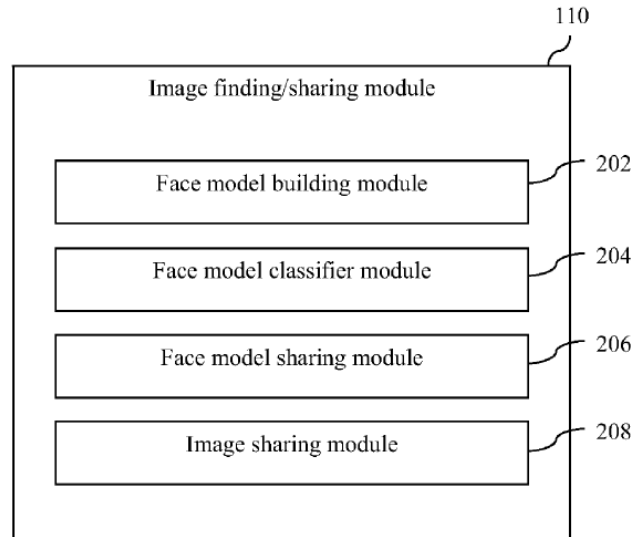 110
Image finding/sharing module
Face model building module
202
Face model classifier module
204
Face model sharing module
206
Image sharing module
208